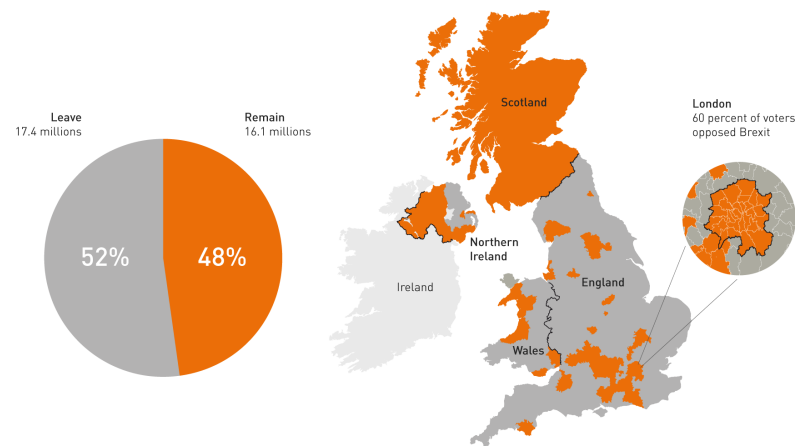 Leave
17.4 millions
Remain
16.1 millions
52%
48%
Scotland
Northern
Ireland
Ireland
England
Wales
London
60 percent of voters
opposed Brexit